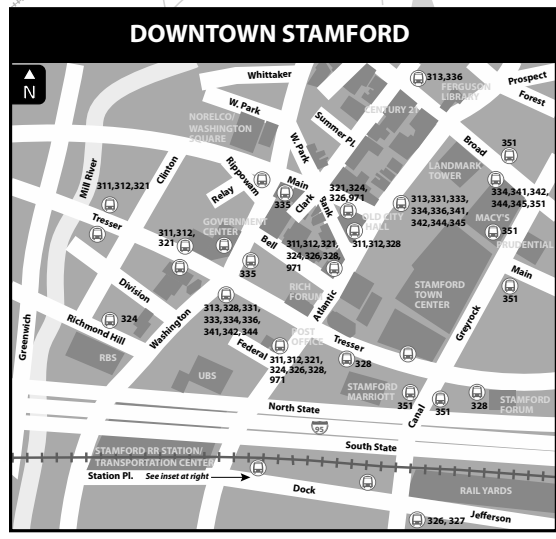 DOWNTOWN STAMFORD
N
Whittaker
313,336
Prospect
FERGUSON
LIBRARY
Forest
W. Park
CENTURY 21
NORELCO/
WASHINGTON
SQUARE
Summer Pl.
W. Park
Broad
351
Mill River
Clinton
Rippowam
LANDMARK
TOWER
Main
311,312,321
Relay
335
Clark
Bank
321,324,
326,971
313,331,333,
334,336,341,
342,344,345
334,341,342,
344,345,351
Tresser
GOVERNMENT
CENTER
OLD CITY
HALL
MACY'S
351
311,312,
321
Bell
311,312,321,
324,326,328,
971
311,312,328
PRUDENTIAL
335
Main
Division
RICH
FORUM
STAMFORD
TOWN
CENTER
351
Greenwich
324
Washington
313,328,331,
333,334,336,
341,342,344
Atlantic
Greyrock
Richmond Hill
POST
OFFICE
Tresser
RBS
Federal
311,312,321,
324,326,328,
971
328
UBS
STAMFORD
MARRIOTT
351
351
328
STAMFORD
FORUM
North State
Canal
95
South State
STAMFORD RR STATION/
TRANSPORTATION CENTER
Station Pl.
See inset at right
Dock
RAIL YARDS
326, 327
Jefferson